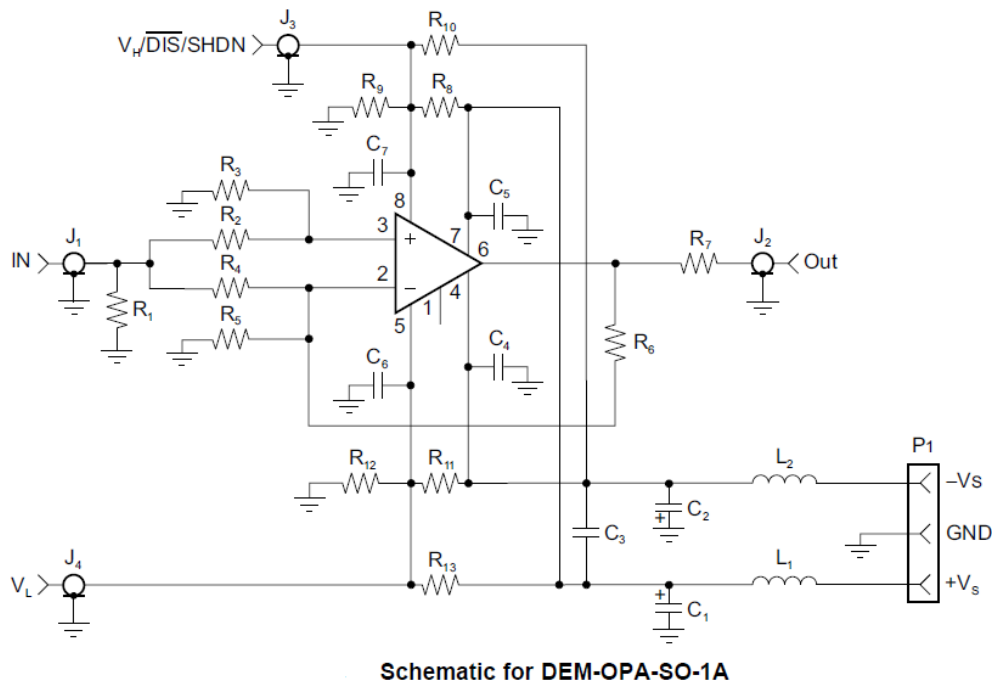 J3
R10
VH/DIS/SHDN
R9
R8
C7
R3
C5
8
R2
3
7
6
R7
J2
J1
+
IN
Out
R4
2
−
4
1
R1
R5
5
C6
C4
R6
P1
R12
R11
L2
–Vs
+
C2
C3
GND
J4
L1
R13
VL
+VS
+
C1
Schematic for DEM-OPA-SO-1A